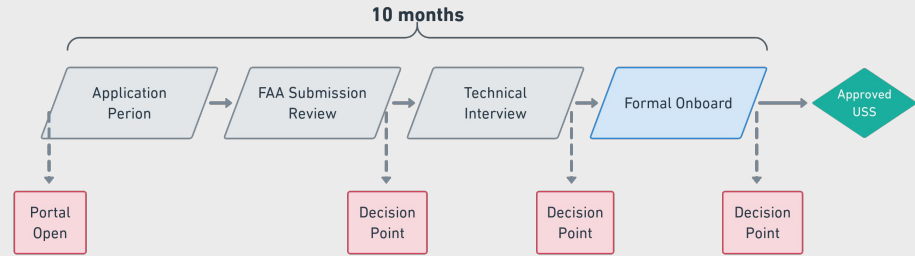 10 months
Application
Perion
FAA Submission
Review
Technical
Interview
Formal Onboard
Approved
USS
Portal
Open
Decision
Point
Decision
Point
Decision
Point